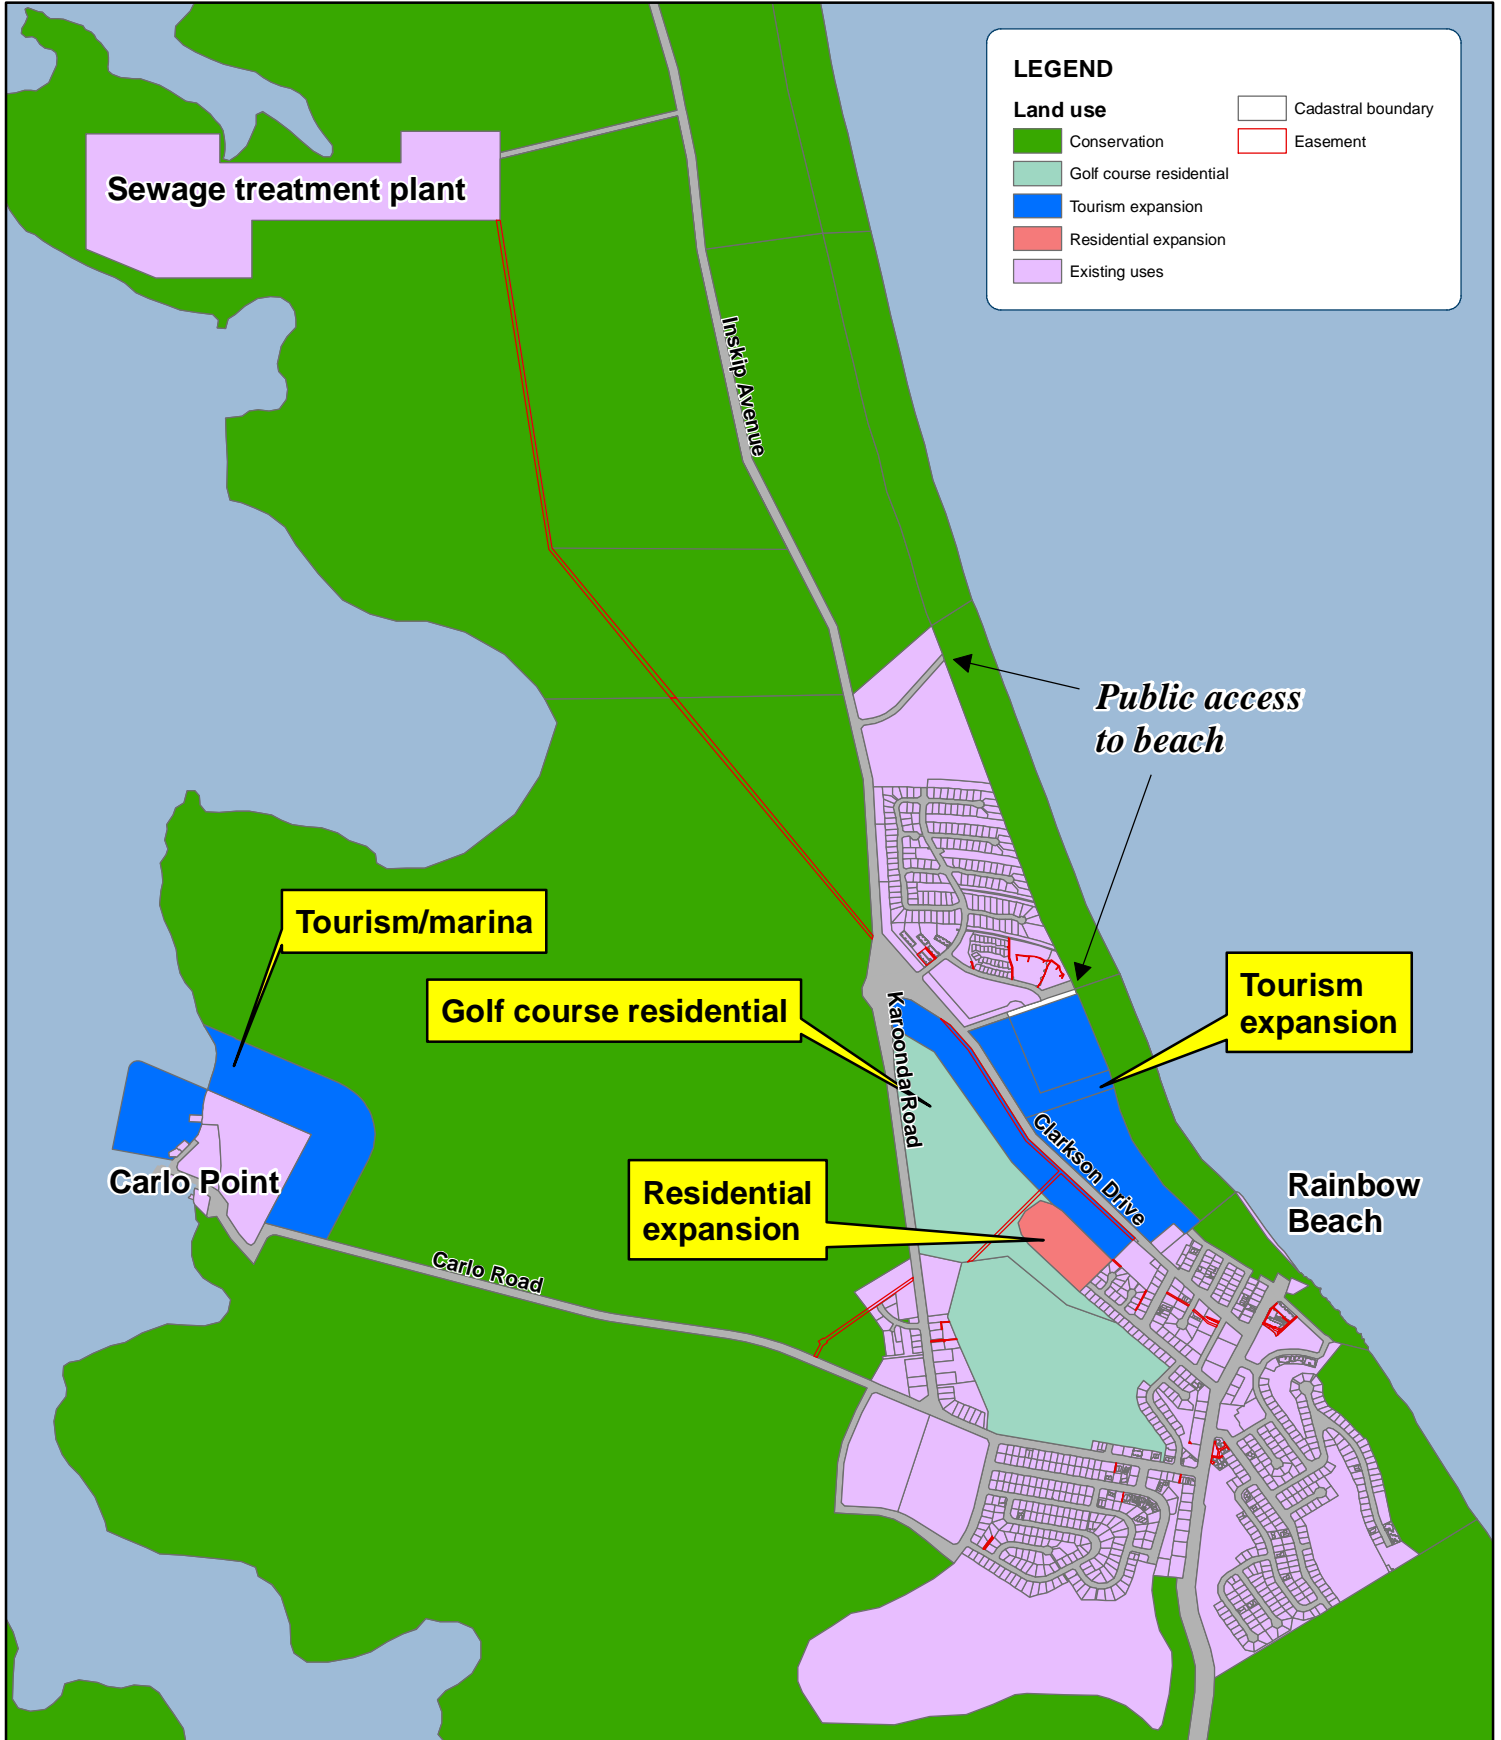 LEGEND
Land use
Conservation
Golf course residential
Tourism expansion
Residential expansion
Existing uses
Cadastral boundary
Easement
Sewage treatment plant
Inskip Avenue
Public access
to beach
Tourism/marina
Golf course residential
Karoonda Road
Tourism
expansion
Clarkson Drive
Carlo Point
Residential
expansion
Rainbow
Beach
Carlo Road